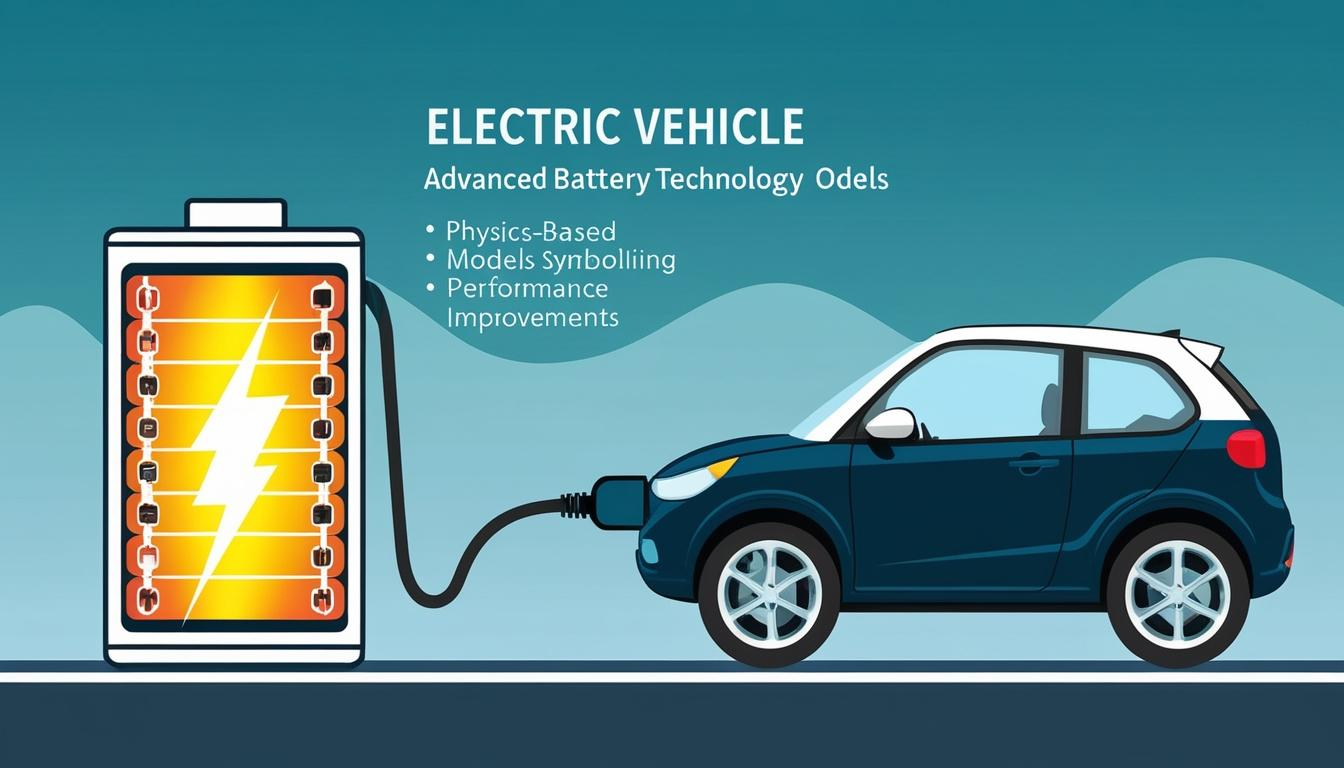 ELECTRIC VEHICLE
Advanced Battery Technology Odels
• Physics-Based
• Models Synbolliing
• Performance
Improvements